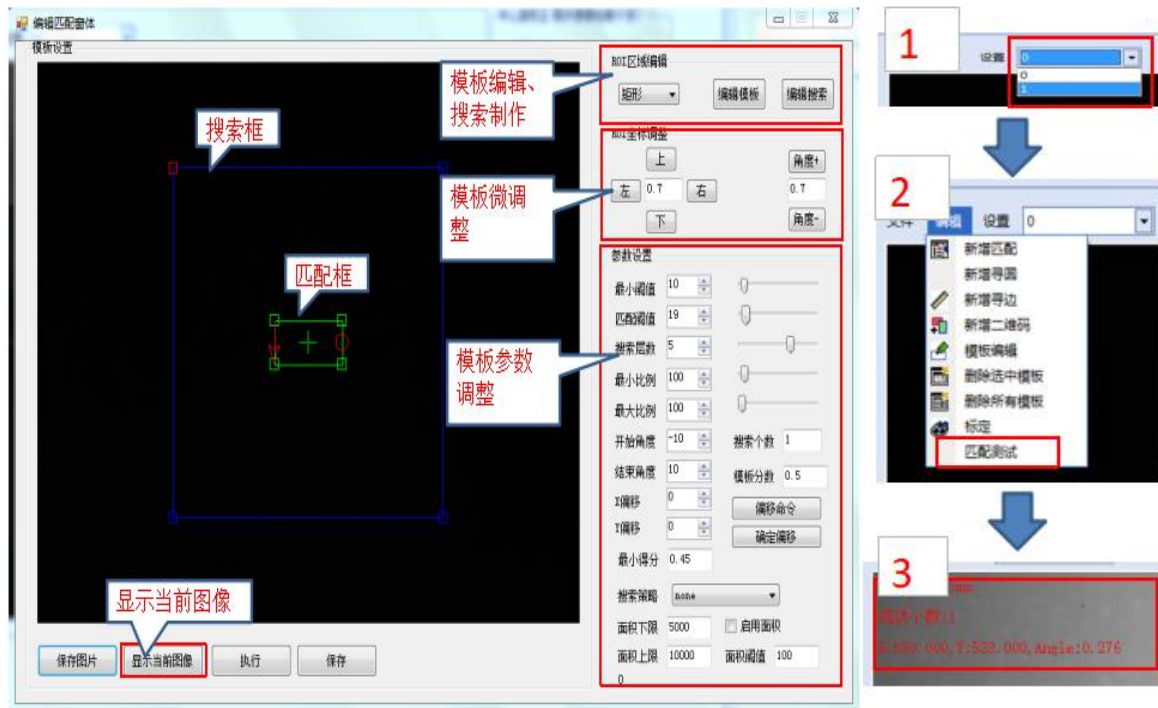 编辑匹配窗体
模板设置
搜索框
匹配框
显示当前图像
保存图片
显示当前图像
执行
保存
模板编辑、
搜索制作
模板微调
整
模板参数
调整
ROI区域编辑
矩形
编辑模板
编辑搜索
ROI坐标调整
上
角度+
左
0.7
右
0.7
下
角度-
参数设置
最小阈值 10
匹配阈值 19
搜索层数 5
最小比例 100
最大比例 100
开始角度 -10 搜索个数 1
结束角度 10 模板分数 0.5
X偏移 0 偏移命令
Y偏移 0 确定偏移
最小得分 0.45
搜索策略 none
面积下限 5000 启用面积
面积上限 10000 面积阈值 100
0
1
设置 0
0
1
2
文件 编辑 设置 0
新增匹配
新增寻圆
新增寻边
新增二维码
模板编辑
删除选中模板
删除所有模板
标定
匹配测试
3
Y:523.000,Angle:0.276